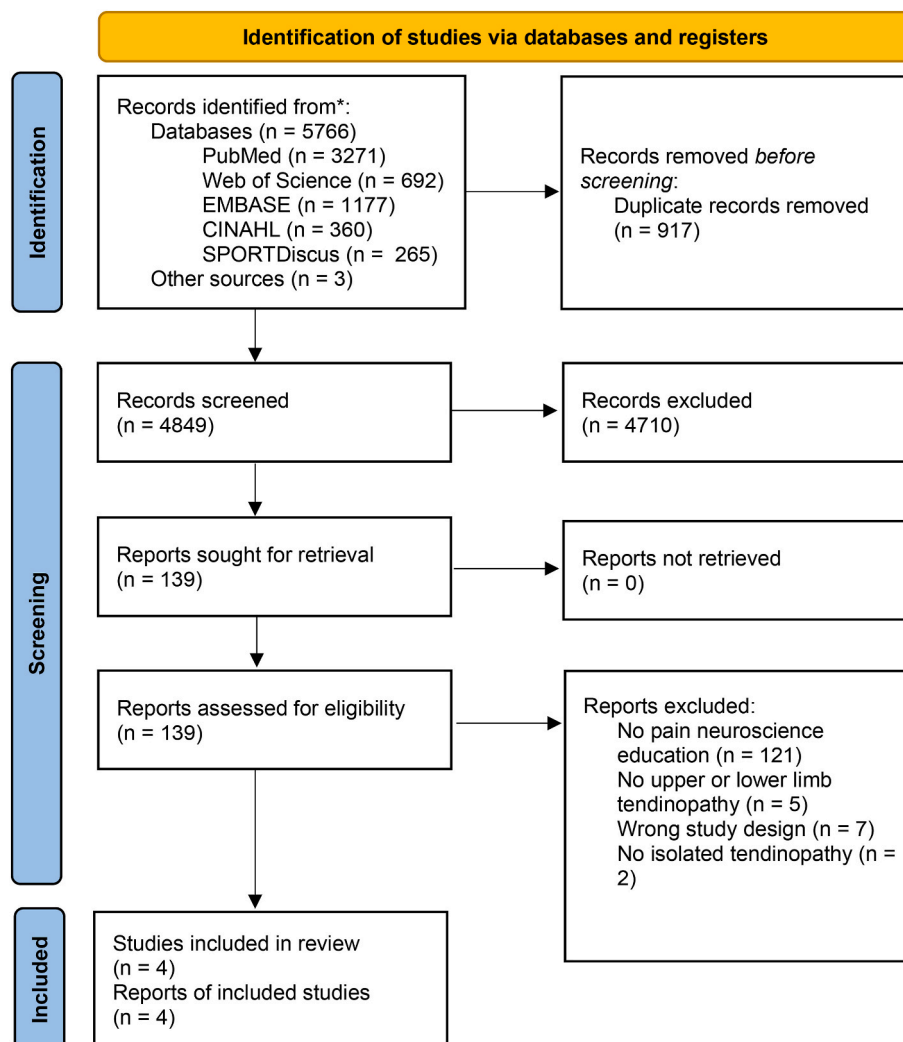 Identification of studies via databases and registers
Identification
Records identified from*:
Databases (n = 5766)
PubMed (n = 3271)
Web of Science (n = 692)
EMBASE (n = 1177)
CINAHL (n = 360)
SPORTDiscus (n = 265)
Other sources (n = 3)
Records removed before
screening:
Duplicate records removed
(n = 917)
Screening
Records screened
(n = 4849)
Records excluded
(n = 4710)
Reports sought for retrieval
(n = 139)
Reports not retrieved
(n = 0)
Reports assessed for eligibility
(n = 139)
Reports excluded:
No pain neuroscience
education (n = 121)
No upper or lower limb
tendinopathy (n = 5)
Wrong study design (n = 7)
No isolated tendinopathy (n =
2)
Included
Studies included in review
(n = 4)
Reports of included studies
(n = 4)